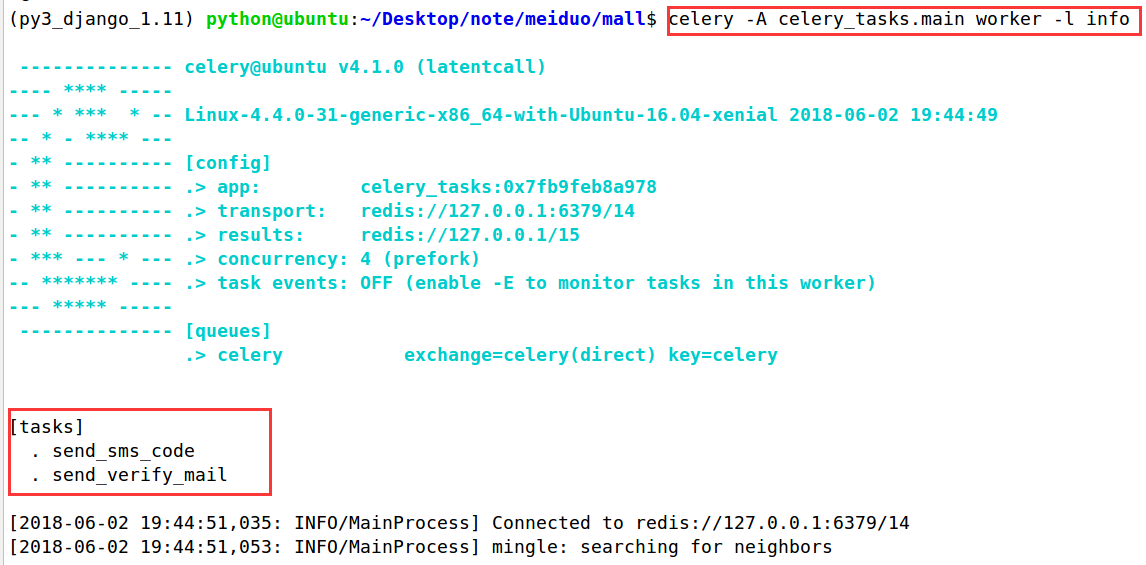 (py3_django_1.11) python@ubuntu:~/Desktop/note/meiduo/mall$ celery -A celery_tasks.main worker -l info
 -------------- celery@ubuntu v4.1.0 (latentcall)
---- **** -----
--- * ***  * -- Linux-4.4.0-31-generic-x86_64-with-Ubuntu-16.04-xenial 2018-06-02 19:44:49
-- * - **** ---
- ** ---------- [config]
- ** ---------- .> app:         celery_tasks:0x7fb9feb8a978
- ** ---------- .> transport:   redis://127.0.0.1:6379/14
- ** ---------- .> results:     redis://127.0.0.1/15
- *** --- * --- .> concurrency: 4 (prefork)
-- ******* ---- .> task events: OFF (enable -E to monitor tasks in this worker)
--- ***** -----
 -------------- [queues]
                .> celery           exchange=celery(direct) key=celery
[tasks]
  . send_sms_code
  . send_verify_mail
[2018-06-02 19:44:51,035: INFO/MainProcess] Connected to redis://127.0.0.1:6379/14
[2018-06-02 19:44:51,053: INFO/MainProcess] mingle: searching for neighbors